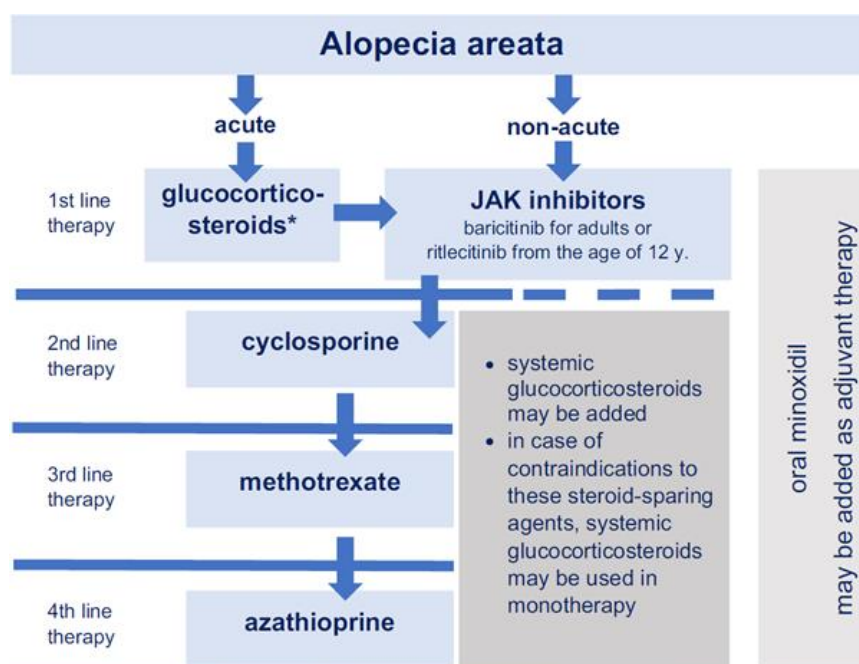 Alopecia areata
acute
non-acute
1st line
therapy
glucocortico-
steroids*
JAK inhibitors
baricitinib for adults or
ritlecitinib from the age of 12 y.
2nd line
therapy
cyclosporine
• systemic
glucocorticosteroids
may be added
• in case of
contraindications to
these steroid-sparing
agents, systemic
glucocorticosteroids
may be used in
monotherapy
3rd line
therapy
methotrexate
4th line
therapy
azathioprine
oral minoxidil
may be added as adjuvant therapy